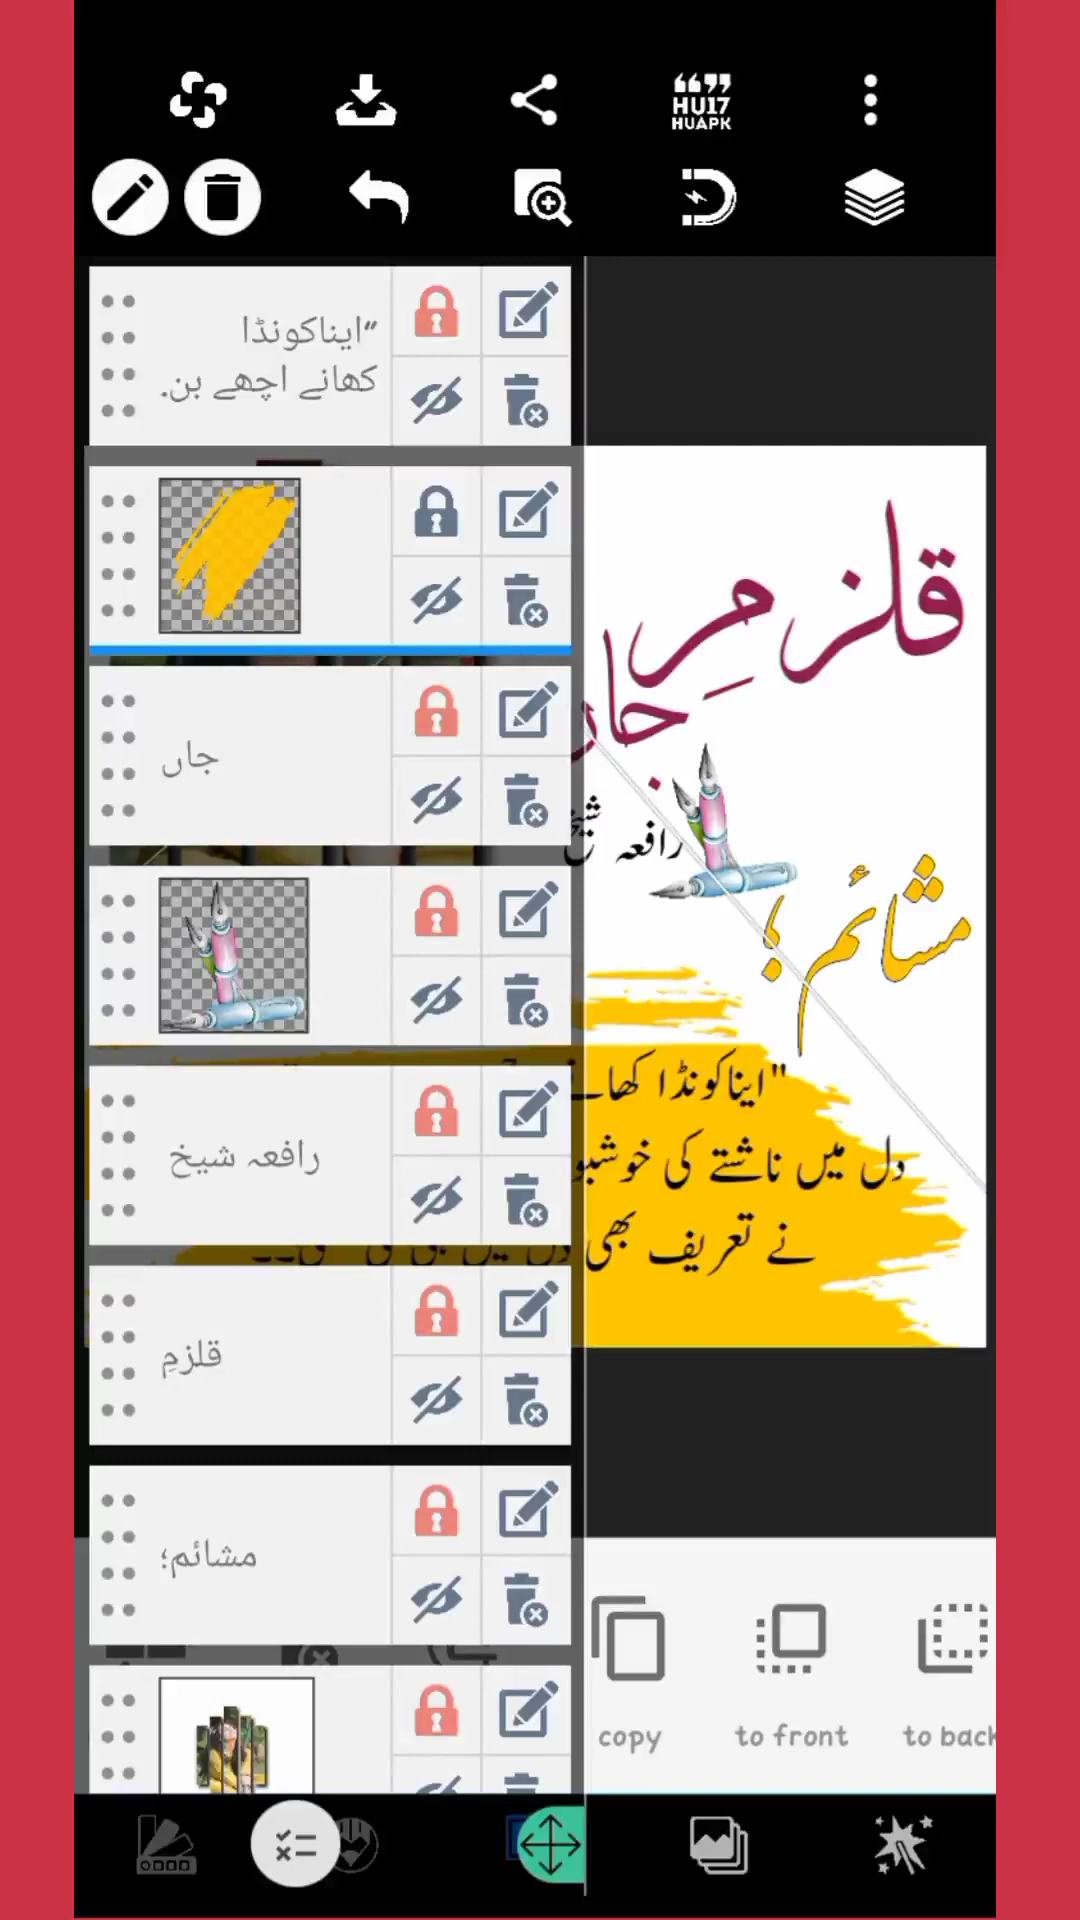 HU17
HUAPK
”ایناکونڈا
کھانے اچھے بن.
جاں
رافعہ شیخ
قلزمِ
مشائم؛
قلزمِ
جاں
رافعہ شیخ
مشائم؛
"ایناکونڈا کھانے
دل میں ناشتے کی خوشبو
نے تعریف بھی
copy
to front
to back